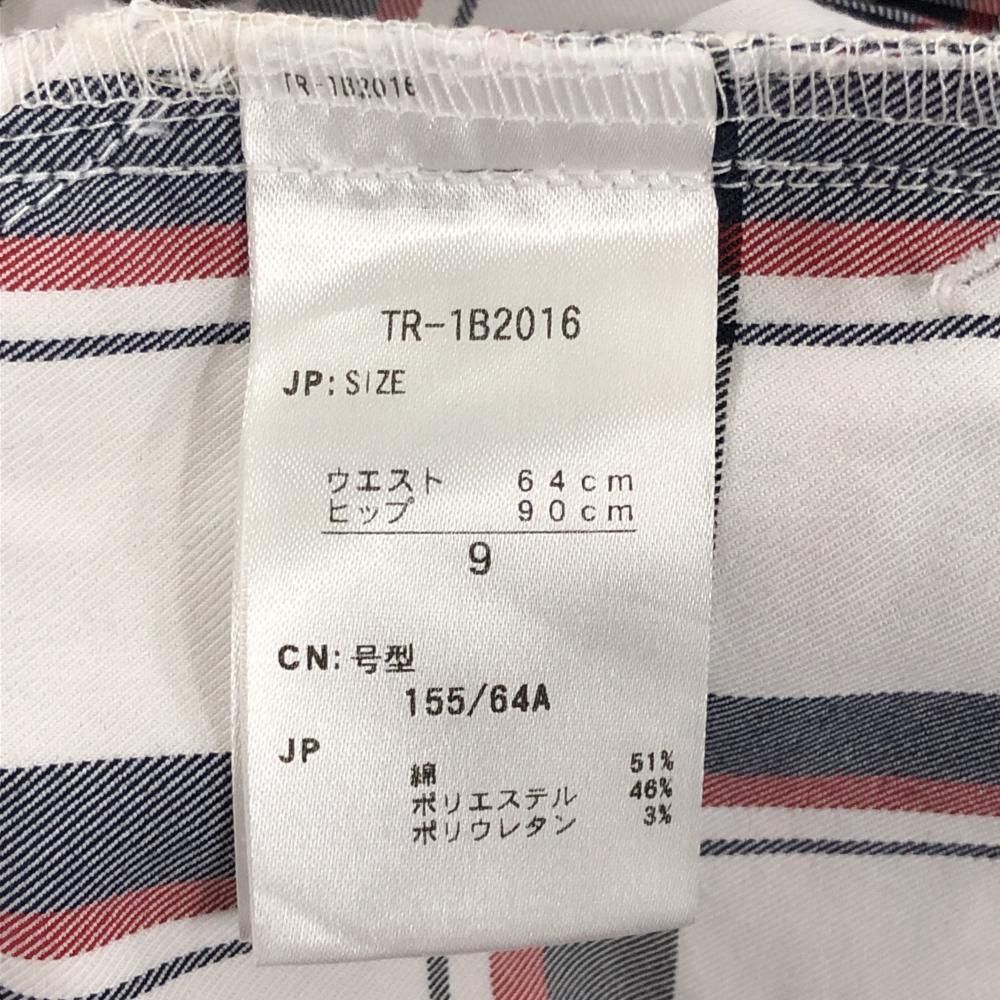 TR-1B2016
TR-1B2016
JP: SIZE
ウエスト 64cm
ヒップ 90cm
9
CN: 号型
155/64A
JP
綿 51%
ポリエステル 46%
ポリウレタン 3%